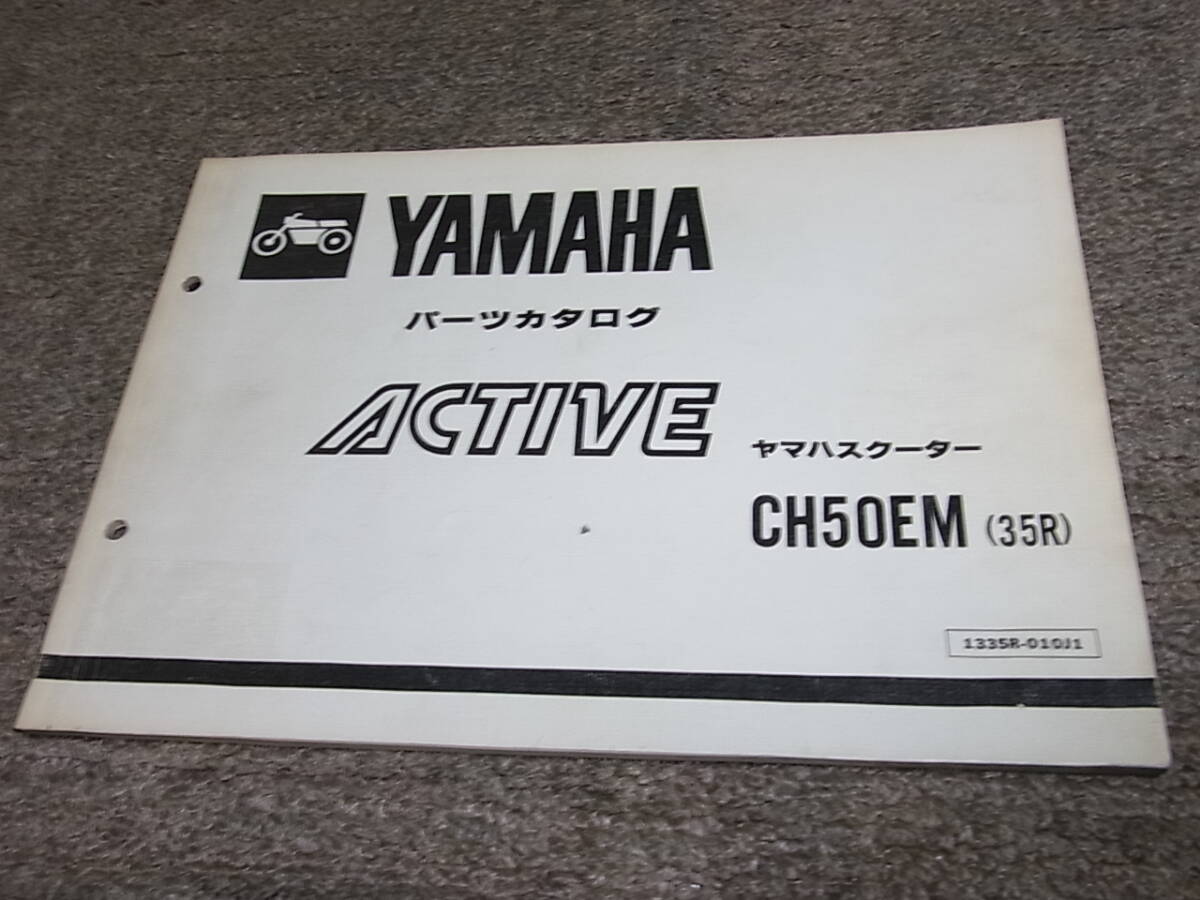 YAMAHA
パーツカタログ
ACTIVE
ヤマハスクーター
CH50EM (35R)
1335R-010J1